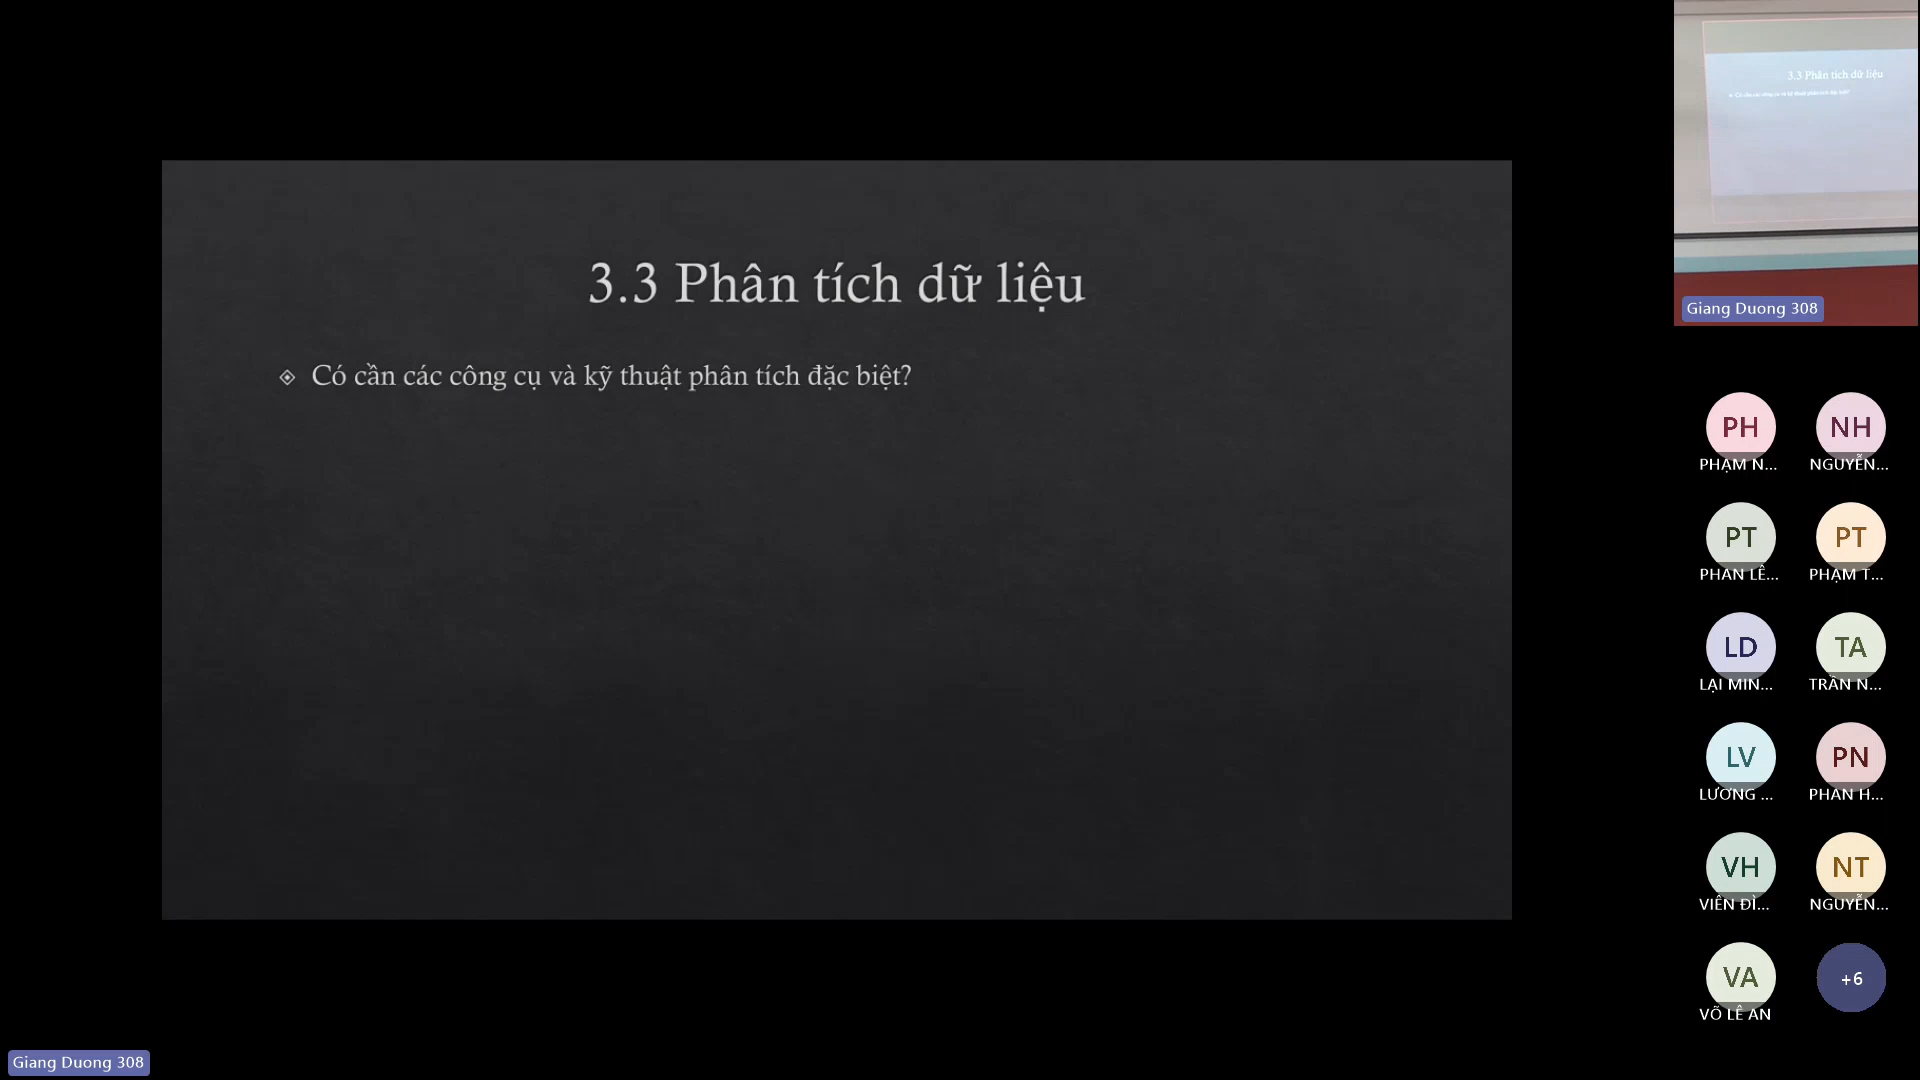 3.3 Phân tích dữ liệu
Có cần các công cụ và kỹ thuật phân tích đặc biệt?
3.3 Phân tích dữ liệu
Giang Duong 308
PH
NH
PHẠM N...
NGUYỄN...
PT
PT
PHAN LÊ...
PHẠM T...
LD
TA
LẠI MIN...
TRẦN N...
LV
PN
LƯƠNG ...
PHAN H...
VH
NT
VIÊN ĐÌ...
NGUYỄN...
VA
+6
VÕ LÊ AN
Giang Duong 308